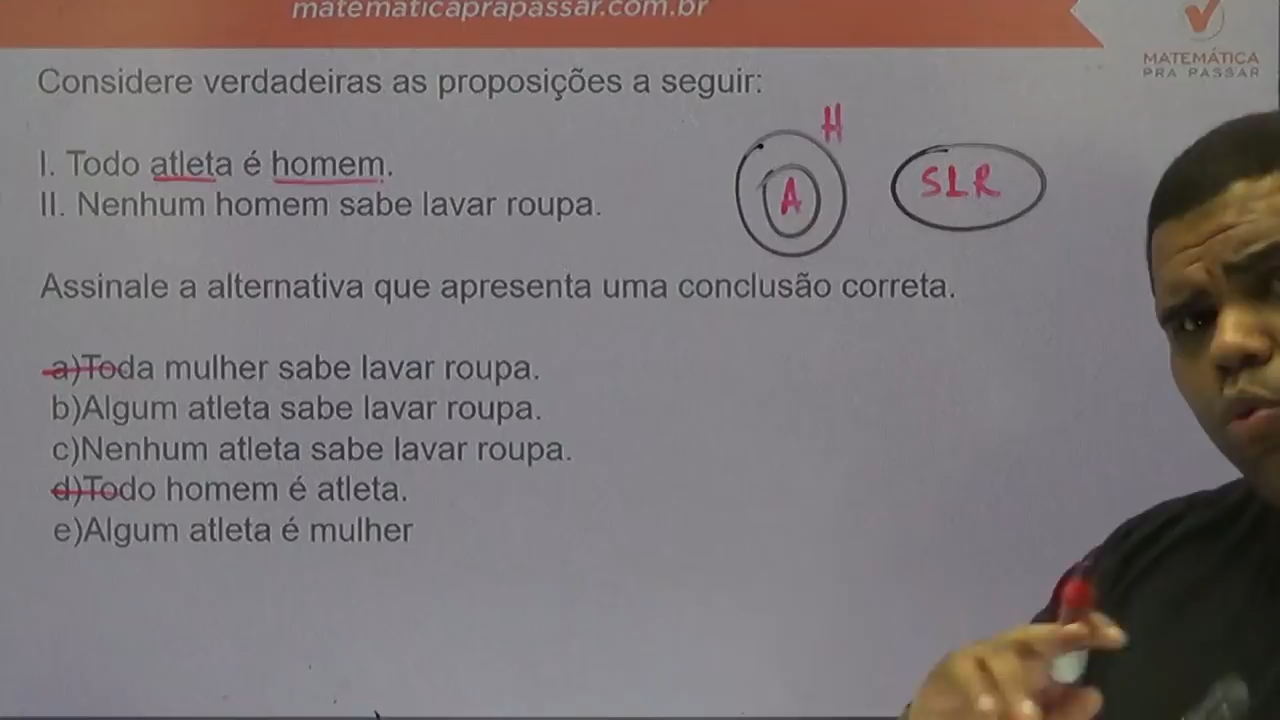 matematicaprapassar.com.br
MATEMÁTICA
PRA PASSAR
Considere verdadeiras as proposições a seguir:
H
I. Todo atleta é homem.
A
SLR
II. Nenhum homem sabe lavar roupa.
Assinale a alternativa que apresenta uma conclusão correta.
a)Toda mulher sabe lavar roupa.
b)Algum atleta sabe lavar roupa.
c)Nenhum atleta sabe lavar roupa.
d)Todo homem é atleta.
e)Algum atleta é mulher